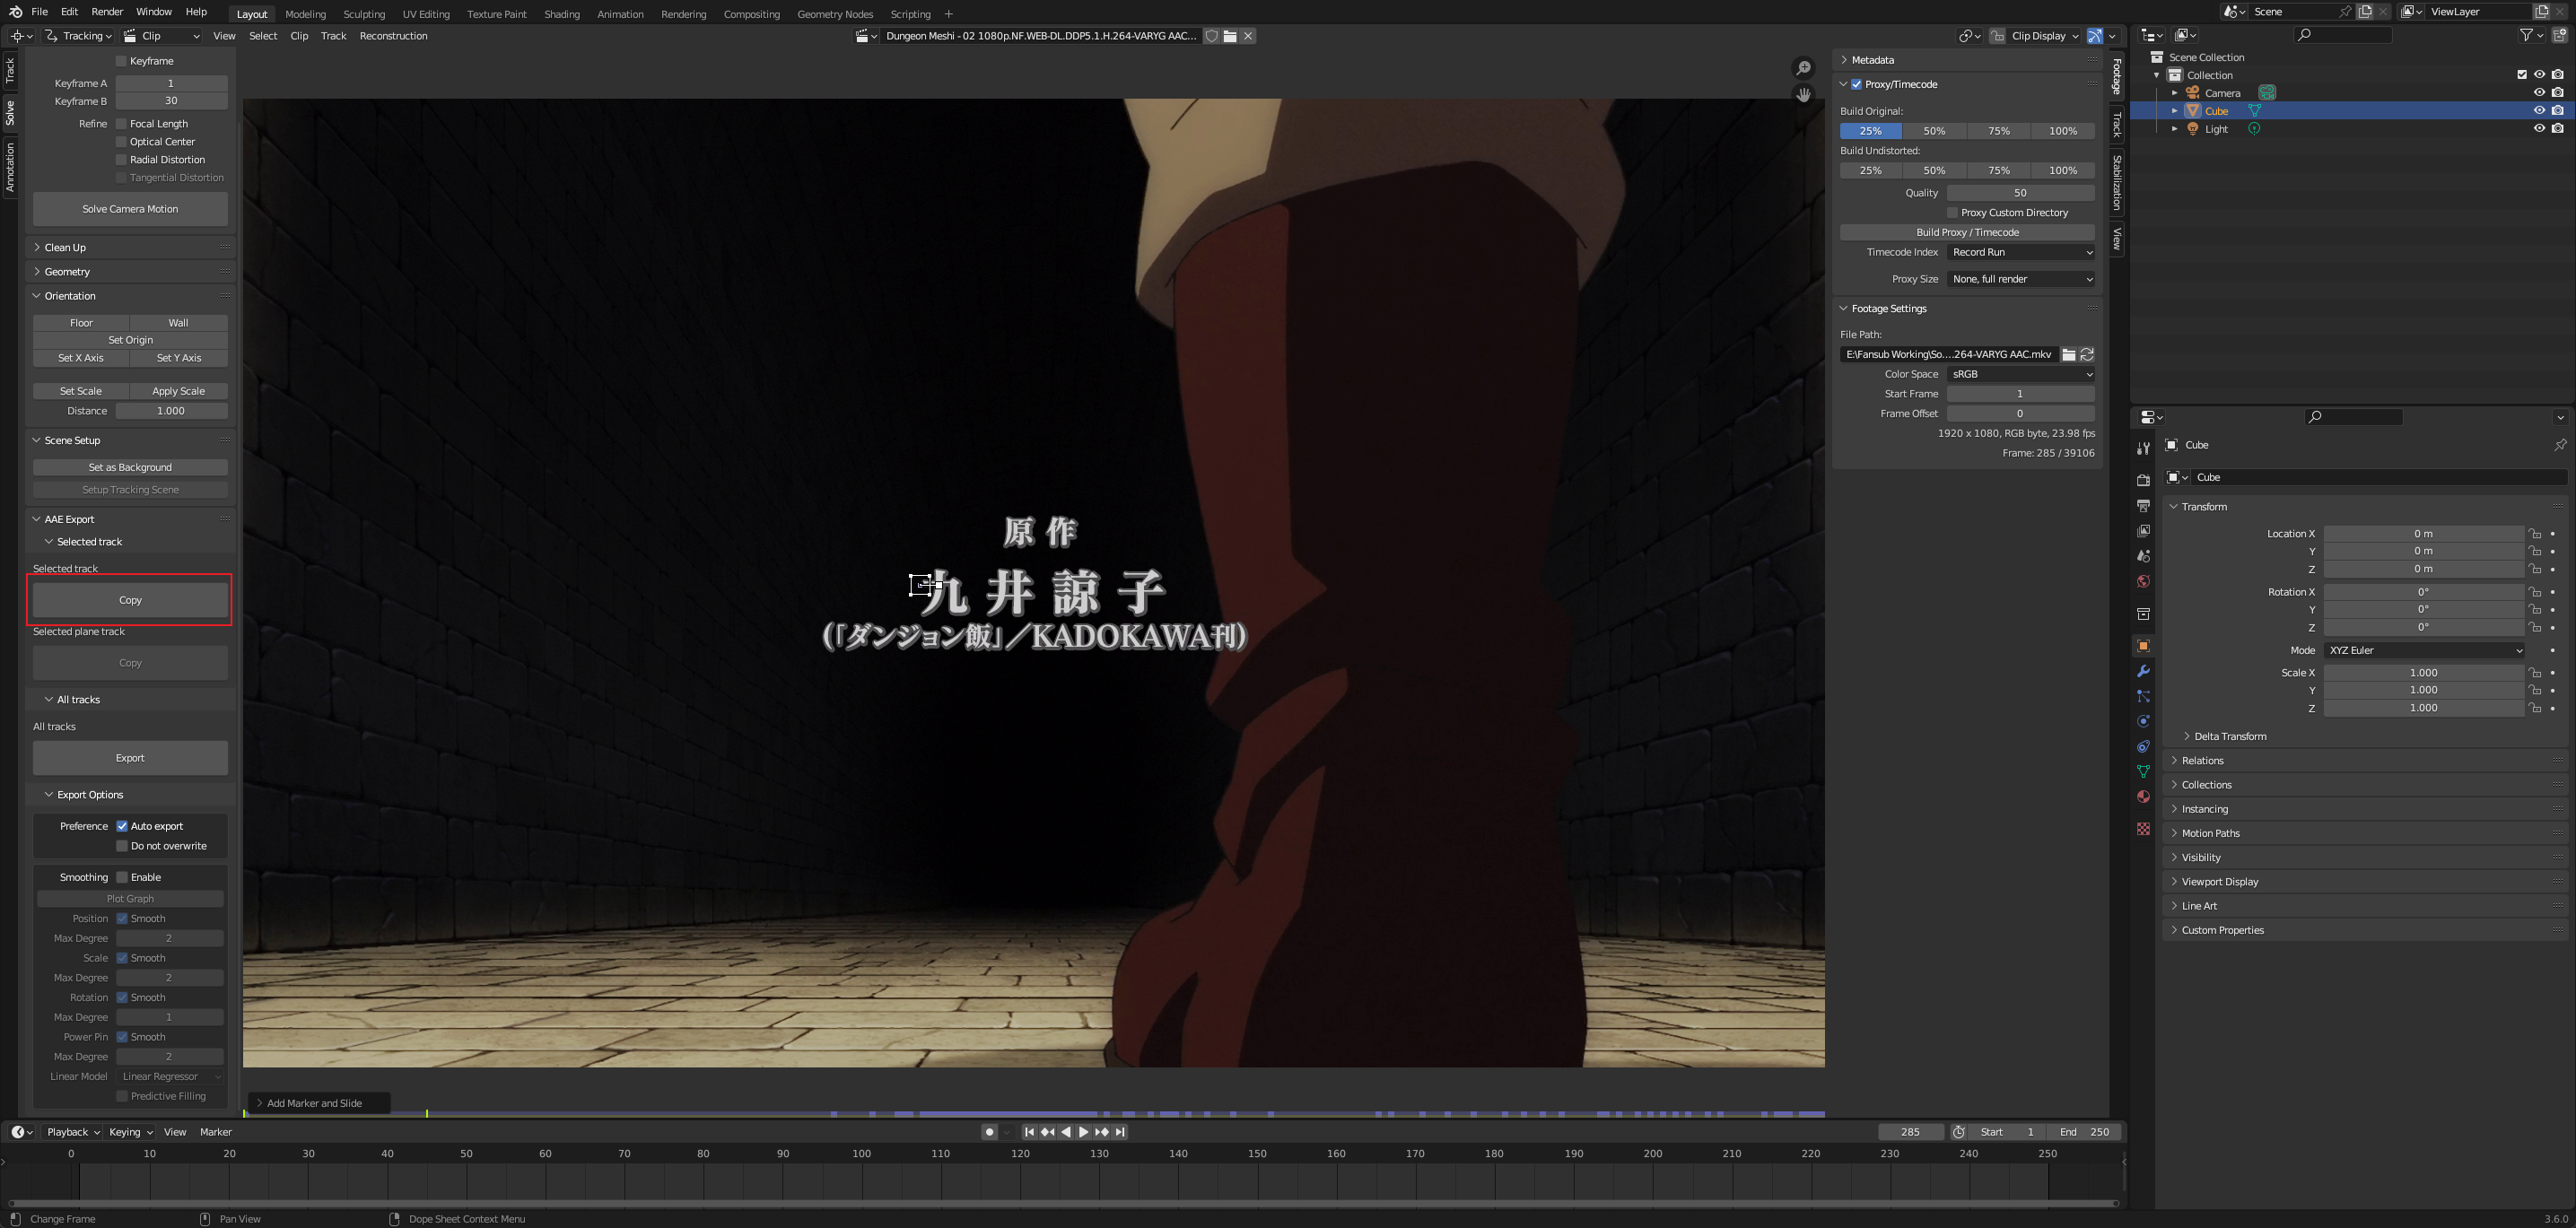 File Edit Render Window Help Layout Modeling Sculpting UV Editing Texture Paint Shading Animation Rendering Compositing Geometry Nodes Scripting + Scene ViewLayer
Tracking Clip View Select Clip Track Reconstruction Dungeon Meshi - 02 1080p.NF.WEB-DL.DDP5.1.H.264-VARYG AAC... Clip Display
Track
Solve
Annotation
Keyframe
Keyframe A 1
Keyframe B 30
Refine Focal Length
Optical Center
Radial Distortion
Tangential Distortion
Solve Camera Motion
Clean Up
Geometry
Orientation
Floor Wall
Set Origin
Set X Axis Set Y Axis
Set Scale Apply Scale
Distance 1.000
Scene Setup
Set as Background
Setup Tracking Scene
AAE Export
Selected track
Selected track
Copy
Selected plane track
Copy
All tracks
All tracks
Export
Export Options
Preference Auto export
Do not overwrite
Smoothing Enable
Plot Graph
Position Smooth
Max Degree 2
Scale Smooth
Max Degree 2
Rotation Smooth
Max Degree 1
Power Pin Smooth
Max Degree 2
Linear Model Linear Regressor
Predictive Filling
原作
九井諒子
(「ダンジョン飯」／KADOKAWA刊)
Add Marker and Slide
Metadata
Proxy/Timecode
Build Original:
25% 50% 75% 100%
Build Undistorted:
25% 50% 75% 100%
Quality 50
Proxy Custom Directory
Build Proxy / Timecode
Timecode Index Record Run
Proxy Size None, full render
Footage Settings
File Path:
E:\Fansub Working\So....264-VARYG AAC.mkv
Color Space sRGB
Start Frame 1
Frame Offset 0
1920 x 1080, RGB byte, 23.98 fps
Frame: 285 / 39106
Footage
Track
Stabilization
View
Scene Collection
Collection
Camera
Cube
Light
Cube
Cube
Transform
Location X 0 m
Y 0 m
Z 0 m
Rotation X 0°
Y 0°
Z 0°
Mode XYZ Euler
Scale X 1.000
Y 1.000
Z 1.000
Delta Transform
Relations
Collections
Instancing
Motion Paths
Visibility
Viewport Display
Line Art
Custom Properties
Playback Keying View Marker 285 Start 1 End 250
0 10 20 30 40 50 60 70 80 90 100 110 120 130 140 150 160 170 180 190 200 210 220 230 240 250
Change Frame Pan View Dope Sheet Context Menu 3.6.0